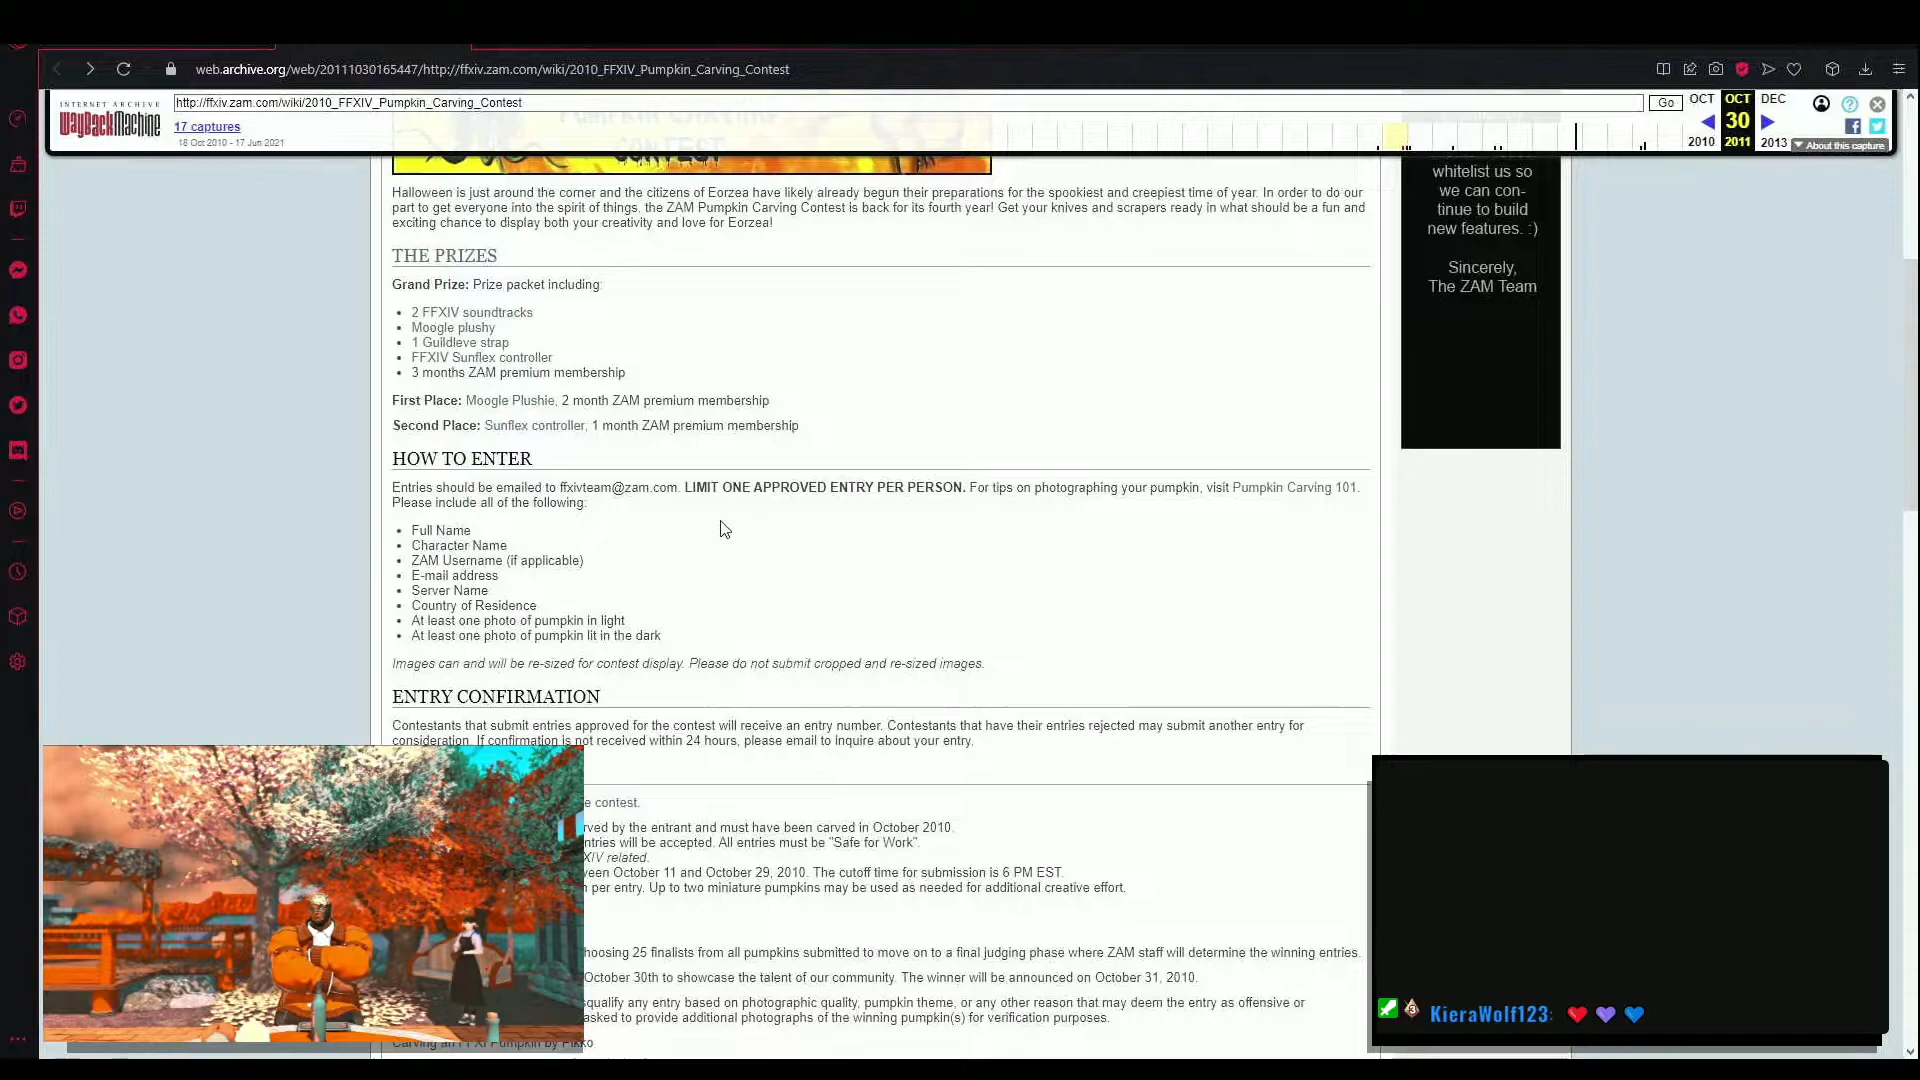 web.archive.org/web/20111030165447/http://ffxiv.zam.com/wiki/2010_FFXIV_Pumpkin_Carving_Contest
INTERNET ARCHIVE
WayBackMachine
http://ffxiv.zam.com/wiki/2010_FFXIV_Pumpkin_Carving_Contest
Go
OCT OCT DEC
17 captures
30
18 Oct 2010 - 17 Jun 2021
2010 2011 2013
About this capture
CONTEST
whitelist us so
we can con-
tinue to build
new features. :)
Sincerely,
The ZAM Team
Halloween is just around the corner and the citizens of Eorzea have likely already begun their preparations for the spookiest and creepiest time of year. In order to do our
part to get everyone into the spirit of things, the ZAM Pumpkin Carving Contest is back for its fourth year! Get your knives and scrapers ready in what should be a fun and
exciting chance to display both your creativity and love for Eorzea!
THE PRIZES
Grand Prize: Prize packet including:
• 2 FFXIV soundtracks
• Moogle plushy
• 1 Guildleve strap
• FFXIV Sunflex controller
• 3 months ZAM premium membership
First Place: Moogle Plushie, 2 month ZAM premium membership
Second Place: Sunflex controller, 1 month ZAM premium membership
HOW TO ENTER
Entries should be emailed to ffxivteam@zam.com. LIMIT ONE APPROVED ENTRY PER PERSON. For tips on photographing your pumpkin, visit Pumpkin Carving 101.
Please include all of the following:
• Full Name
• Character Name
• ZAM Username (if applicable)
• E-mail address
• Server Name
• Country of Residence
• At least one photo of pumpkin in light
• At least one photo of pumpkin lit in the dark
Images can and will be re-sized for contest display. Please do not submit cropped and re-sized images.
ENTRY CONFIRMATION
Contestants that submit entries approved for the contest will receive an entry number. Contestants that have their entries rejected may submit another entry for
consideration. If confirmation is not received within 24 hours, please email to inquire about your entry.
e contest.
rved by the entrant and must have been carved in October 2010.
ntries will be accepted. All entries must be "Safe for Work".
XIV related.
veen October 11 and October 29, 2010. The cutoff time for submission is 6 PM EST.
per entry. Up to two miniature pumpkins may be used as needed for additional creative effort.
hoosing 25 finalists from all pumpkins submitted to move on to a final judging phase where ZAM staff will determine the winning entries.
October 30th to showcase the talent of our community. The winner will be announced on October 31, 2010.
squalify any entry based on photographic quality, pumpkin theme, or any other reason that may deem the entry as offensive or
asked to provide additional photographs of the winning pumpkin(s) for verification purposes.
Carving an FFXI Pumpkin by Pikko
KieraWolf123: